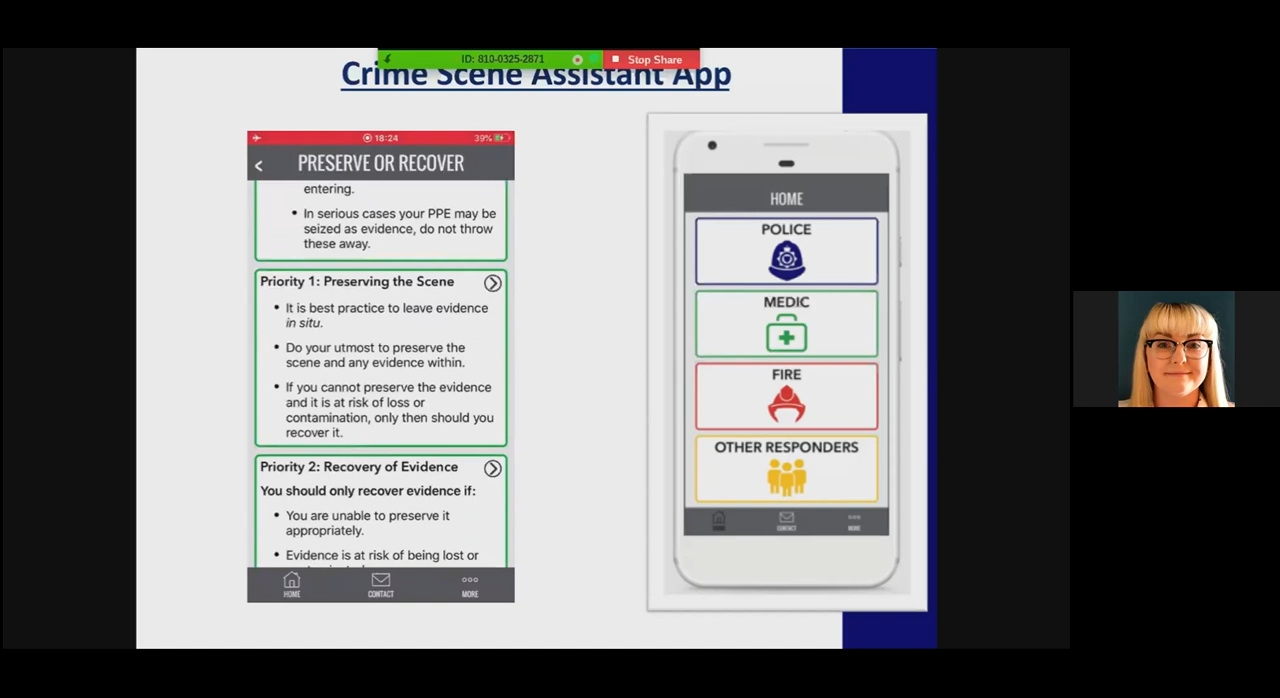 ID: 810-0325-2871
Stop Share
Crime Scene Assistant App
18:24
39%
PRESERVE OR RECOVER
entering.
• In serious cases your PPE may be
seized as evidence, do not throw
these away.
Priority 1: Preserving the Scene
• It is best practice to leave evidence
in situ.
• Do your utmost to preserve the
scene and any evidence within.
• If you cannot preserve the evidence
and it is at risk of loss or
contamination, only then should you
recover it.
Priority 2: Recovery of Evidence
You should only recover evidence if:
• You are unable to preserve it
appropriately.
• Evidence is at risk of being lost or
HOME
CONTACT
MORE
HOME
POLICE
MEDIC
FIRE
OTHER RESPONDERS
HOME
CONTACT
MORE